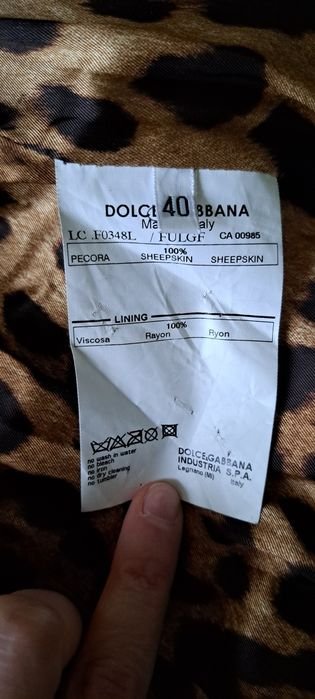 40
DOLC BBANA
Ma aly
LC .F0348L / FULGF CA 00985
100%
PECORA SHEEPSKIN SHEEPSKIN
LINING
100%
Viscosa Rayon Ryon
no wash in water
no bleach
no iron
no dry cleaning
no tumbler
DOLCE&GABBANA
INDUSTRIA S.P.A.
Legnano (MI) Italy